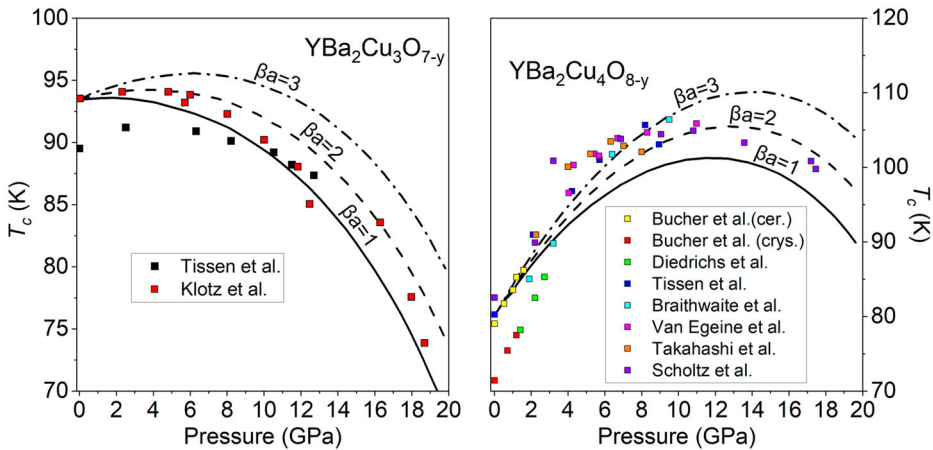 YBa2Cu3O7-y
100
95
90
85
80
75
70
Tc (K)
βa=3
βa=2
βa=1
Tissen et al.
Klotz et al.
0 2 4 6 8 10 12 14 16 18 20
Pressure (GPa)
YBa2Cu4O8-y
120
110
100
90
80
70
Tc (K)
βa=3
βa=2
βa=1
Bucher et al.(cer.)
Bucher et al. (crys.)
Diedrichs et al.
Tissen et al.
Braithwaite et al.
Van Egeine et al.
Takahashi et al.
Scholtz et al.
0 2 4 6 8 10 12 14 16 18 20
Pressure (GPa)